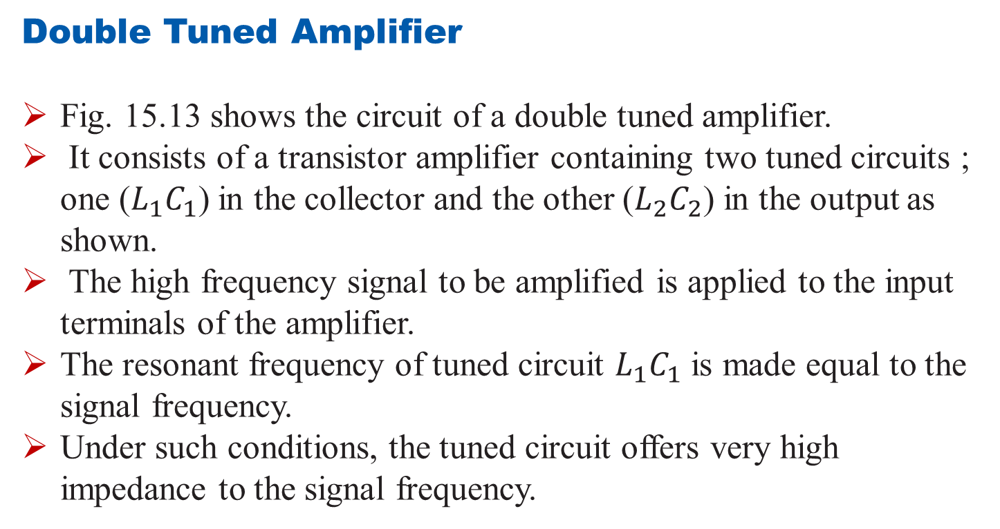 Double Tuned Amplifier
➢ Fig. 15.13 shows the circuit of a double tuned amplifier.
➢ It consists of a transistor amplifier containing two tuned circuits ;
one (𝐿₁𝐶₁) in the collector and the other (𝐿₂𝐶₂) in the output as
shown.
➢ The high frequency signal to be amplified is applied to the input
terminals of the amplifier.
➢ The resonant frequency of tuned circuit 𝐿₁𝐶₁ is made equal to the
signal frequency.
➢ Under such conditions, the tuned circuit offers very high
impedance to the signal frequency.